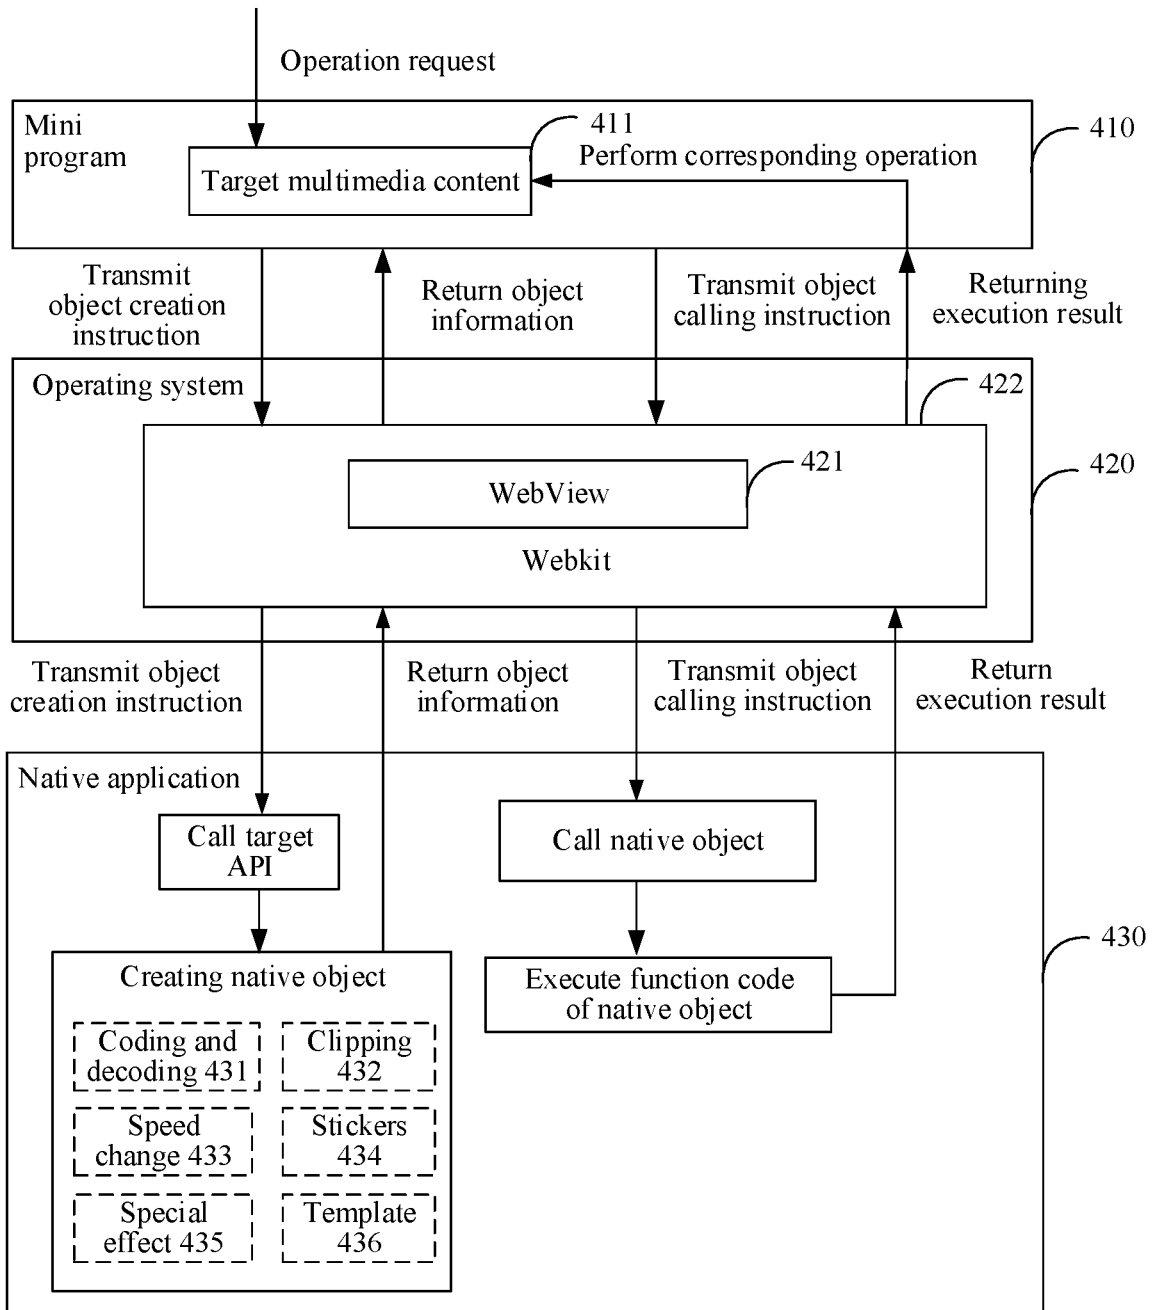 Operation request
Mini
program
411
410
Perform corresponding operation
Target multimedia content
Transmit
object creation
instruction
Return object
information
Transmit object
calling instruction
Returning
execution result
Operating system
422
421
420
WebView
Webkit
Transmit object
creation instruction
Return object
information
Transmit object
calling instruction
Return
execution result
Native application
Call target
API
Call native object
430
Creating native object
Execute function code
of native object
Coding and
decoding 431
Clipping
432
Speed
change 433
Stickers
434
Special
effect 435
Template
436